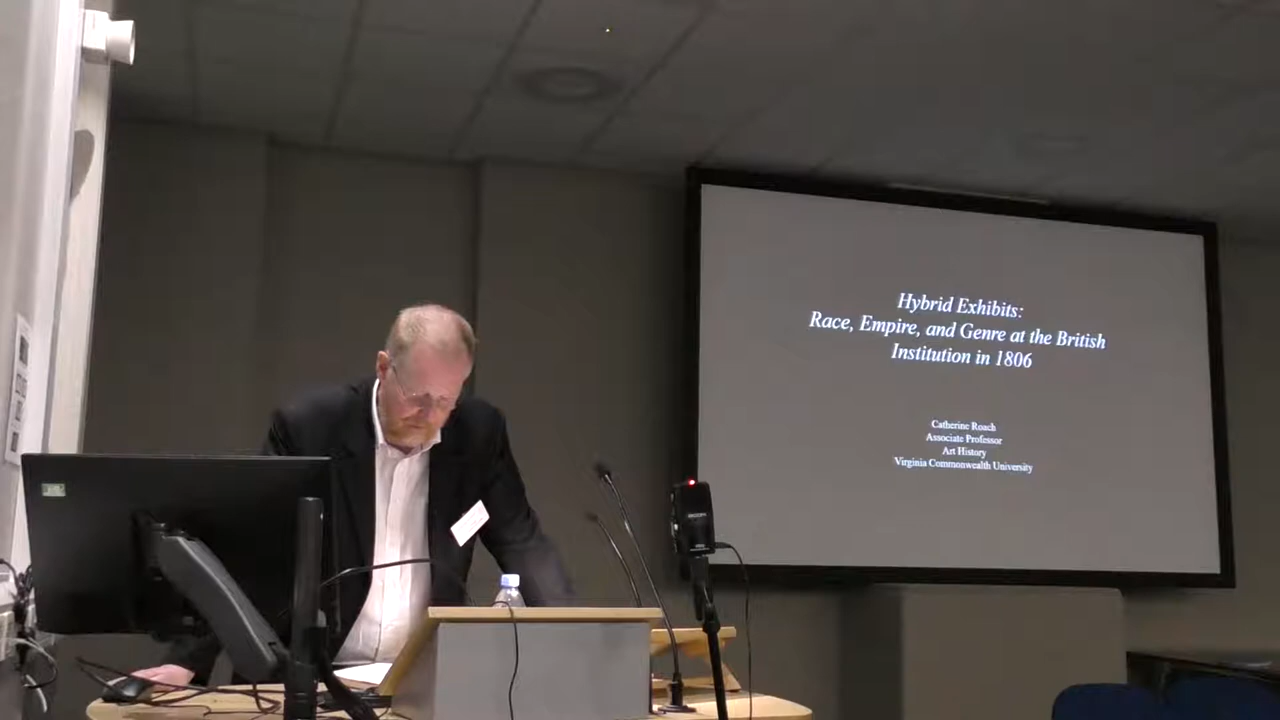 Hybrid Exhibits:
Race, Empire, and Genre at the British
Institution in 1806
Catherine Roach
Associate Professor
Art History
Virginia Commonwealth University